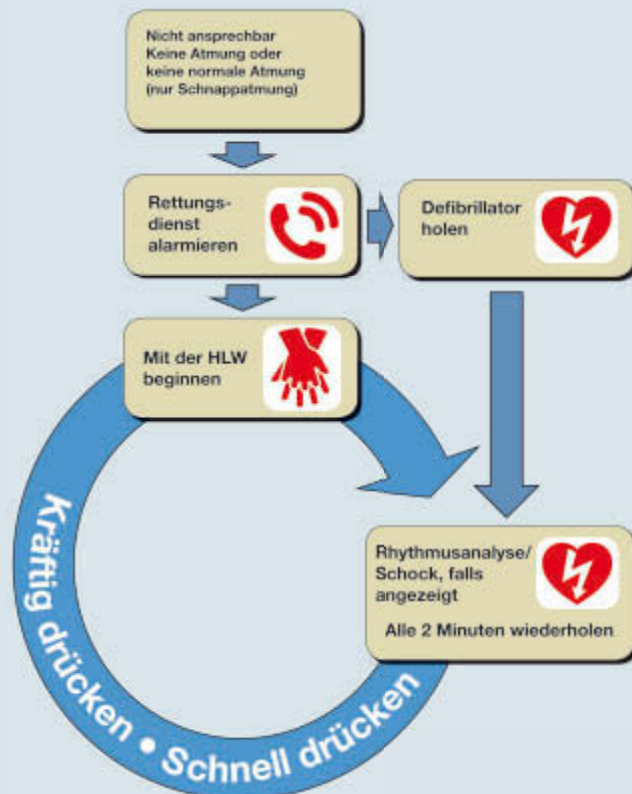 Nicht ansprechbar
Keine Atmung oder
keine normale Atmung
(nur Schnappatmung)
Rettungs-
dienst
alarmieren
Defibrillator
holen
Mit der HLW
beginnen
Rhythmusanalyse/
Schock, falls
angezeigt
Alle 2 Minuten wiederholen
Kräftig drücken • Schnell drücken